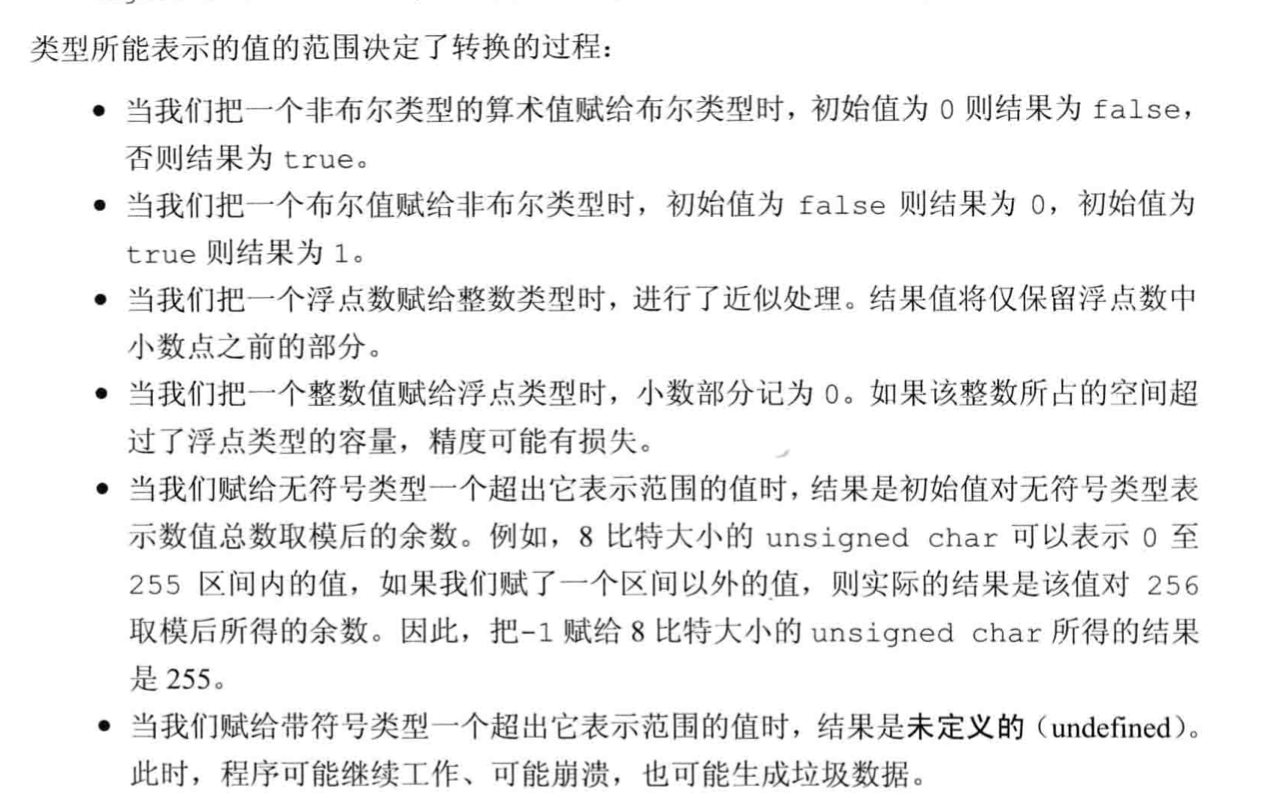 类型所能表示的值的范围决定了转换的过程：
● 当我们把一个非布尔类型的算术值赋给布尔类型时，初始值为 0 则结果为 false，
否则结果为 true。
● 当我们把一个布尔值赋给非布尔类型时，初始值为 false 则结果为 0，初始值为
true 则结果为 1。
● 当我们把一个浮点数赋给整数类型时，进行了近似处理。结果值将仅保留浮点数中
小数点之前的部分。
● 当我们把一个整数值赋给浮点类型时，小数部分记为 0。如果该整数所占的空间超
过了浮点类型的容量，精度可能有损失。
● 当我们赋给无符号类型一个超出它表示范围的值时，结果是初始值对无符号类型表
示数值总数取模后的余数。例如，8 比特大小的 unsigned char 可以表示 0 至
255 区间内的值，如果我们赋了一个区间以外的值，则实际的结果是该值对 256
取模后所得的余数。因此，把-1 赋给 8 比特大小的 unsigned char 所得的结果
是 255。
● 当我们赋给带符号类型一个超出它表示范围的值时，结果是未定义的（undefined）。
此时，程序可能继续工作、可能崩溃，也可能生成垃圾数据。